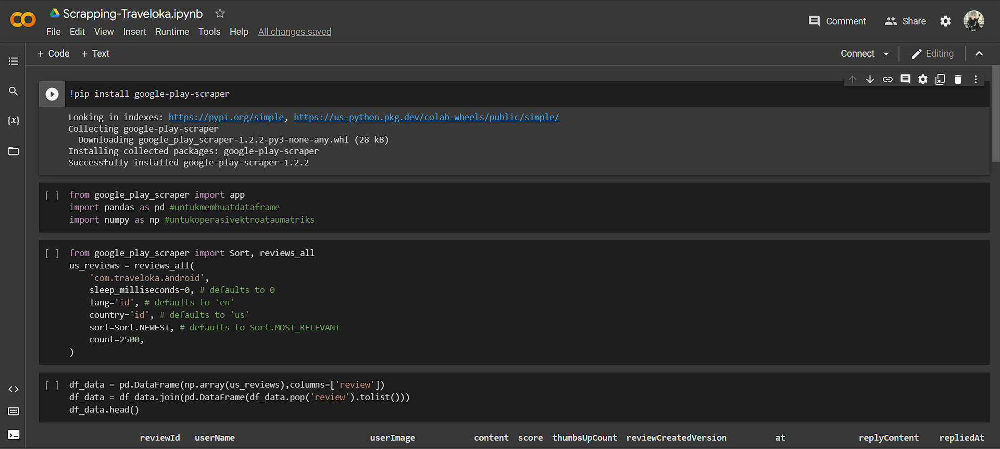 Scrapping-Traveloka.ipynb
File Edit View Insert Runtime Tools Help All changes saved
Comment Share
+ Code + Text
Connect Editing
!pip install google-play-scraper
Looking in indexes: https://pypi.org/simple, https://us-python.pkg.dev/colab-wheels/public/simple/
Collecting google-play-scraper
Downloading google_play_scraper-1.2.2-py3-none-any.whl (28 kB)
Installing collected packages: google-play-scraper
Successfully installed google-play-scraper-1.2.2
[ ] from google_play_scraper import app
import pandas as pd #untukmembuatdataframe
import numpy as np #untukoperasivektroataumatriks
[ ] from google_play_scraper import Sort, reviews_all
us_reviews = reviews_all(
'com.traveloka.android',
sleep_milliseconds=0, # defaults to 0
lang='id', # defaults to 'en'
country='id', # defaults to 'us'
sort=Sort.NEWEST, # defaults to Sort.MOST_RELEVANT
count=2500,
)
[ ] df_data = pd.DataFrame(np.array(us_reviews),columns=['review'])
df_data = df_data.join(pd.DataFrame(df_data.pop('review').tolist()))
df_data.head()
reviewId userName userImage content score thumbsUpCount reviewCreatedVersion at replyContent repliedAt